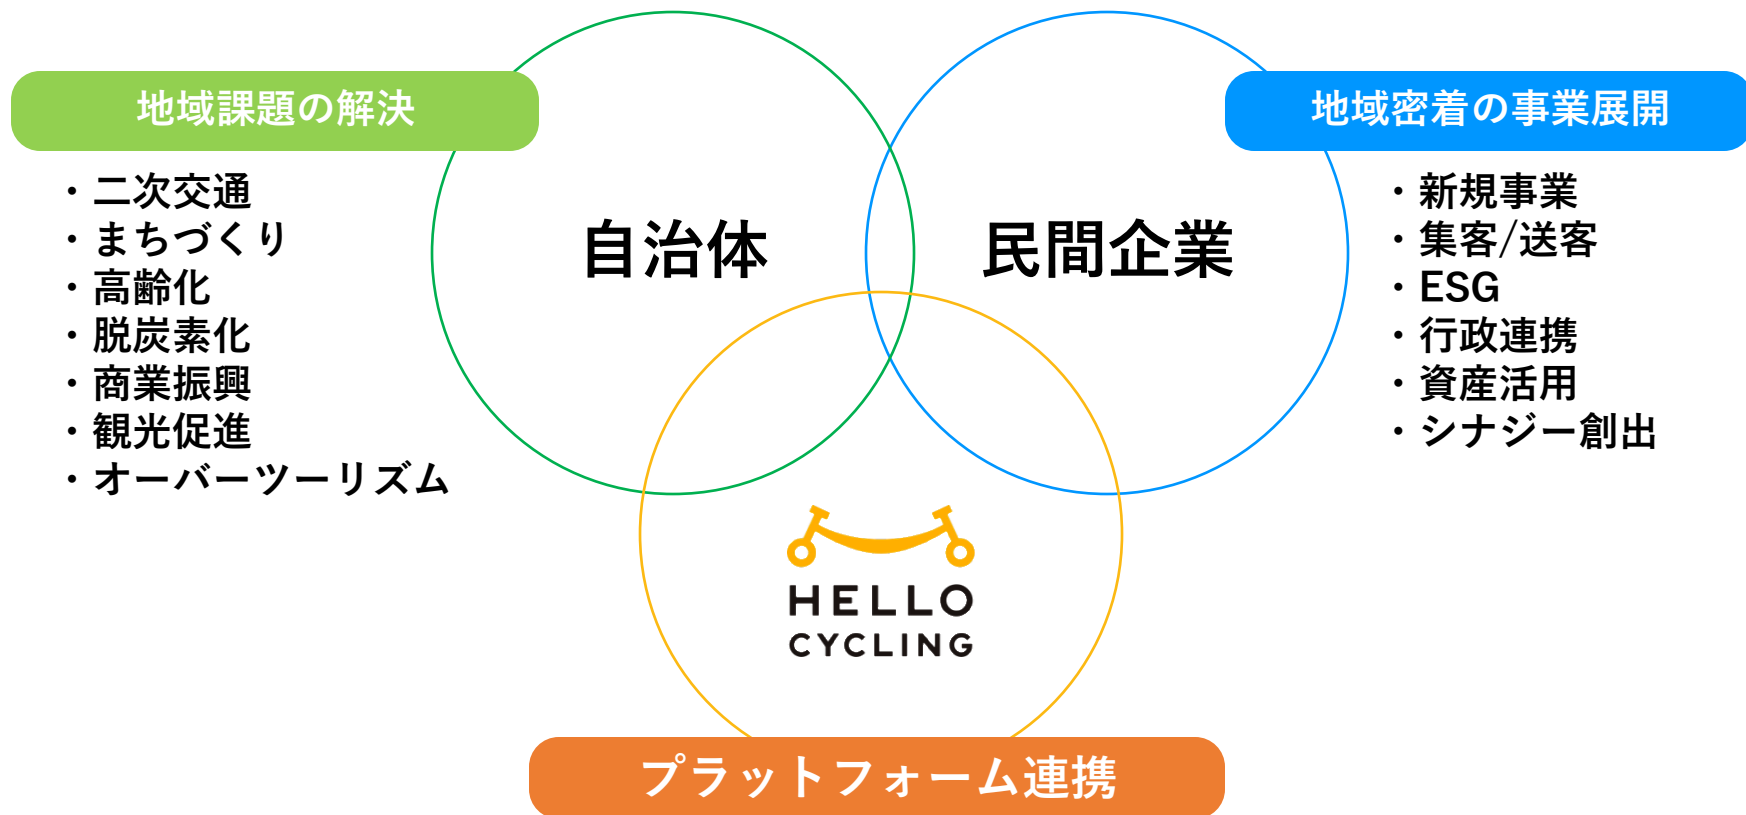 地域課題の解決
・二次交通
・まちづくり
・高齢化
・脱炭素化
・商業振興
・観光促進
・オーバーツーリズム
自治体
民間企業
地域密着の事業展開
・新規事業
・集客/送客
・ESG
・行政連携
・資産活用
・シナジー創出
HELLO
CYCLING
プラットフォーム連携